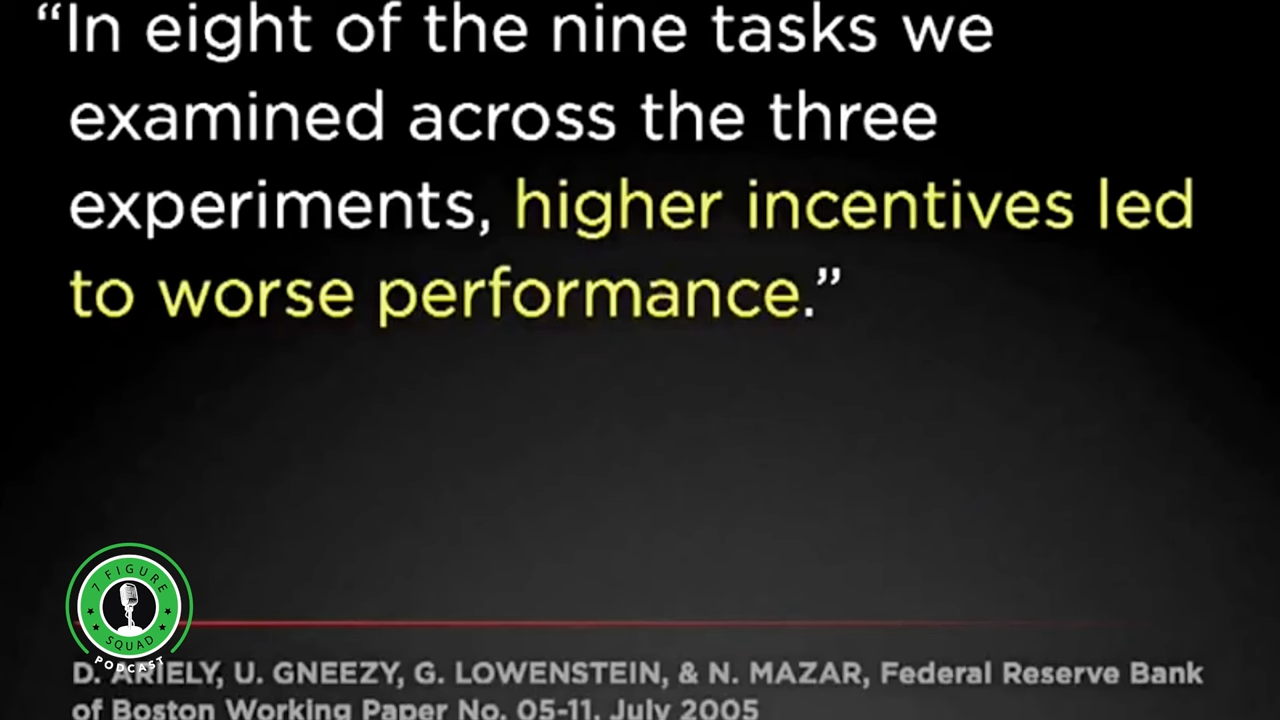 “In eight of the nine tasks we
examined across the three
experiments, higher incentives led
to worse performance.”
7 FIGURE
SQUAD
PODCAST
D. ARIELY, U. GNEEZY, G. LOWENSTEIN, & N. MAZAR, Federal Reserve Bank
of Boston Working Paper No. 05-11, July 2005